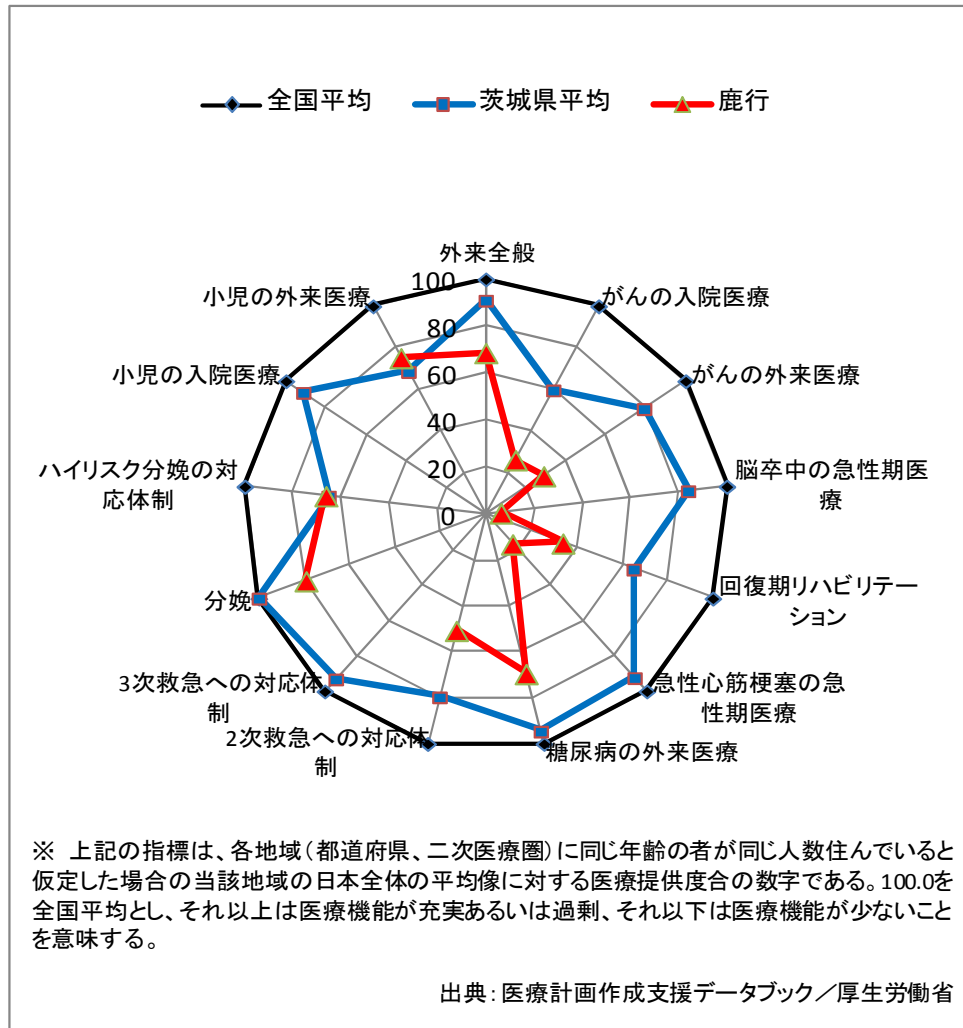 全国平均 茨城県平均 鹿行
外来全般
がんの入院医療
がんの外来医療
脳卒中の急性期医
療
回復期リハビリテー
ション
急性心筋梗塞の急
性期医療
糖尿病の外来医療
2次救急への対応体
制
3次救急への対応体
制
分娩
ハイリスク分娩の対
応体制
小児の入院医療
小児の外来医療
100
80
60
40
20
0
※ 上記の指標は、各地域(都道府県、二次医療圏)に同じ年齢の者が同じ人数住んでいると
仮定した場合の当該地域の日本全体の平均像に対する医療提供度合の数字である。100.0を
全国平均とし、それ以上は医療機能が充実あるいは過剰、それ以下は医療機能が少ないこと
を意味する。
出典:医療計画作成支援データブック/厚生労働省